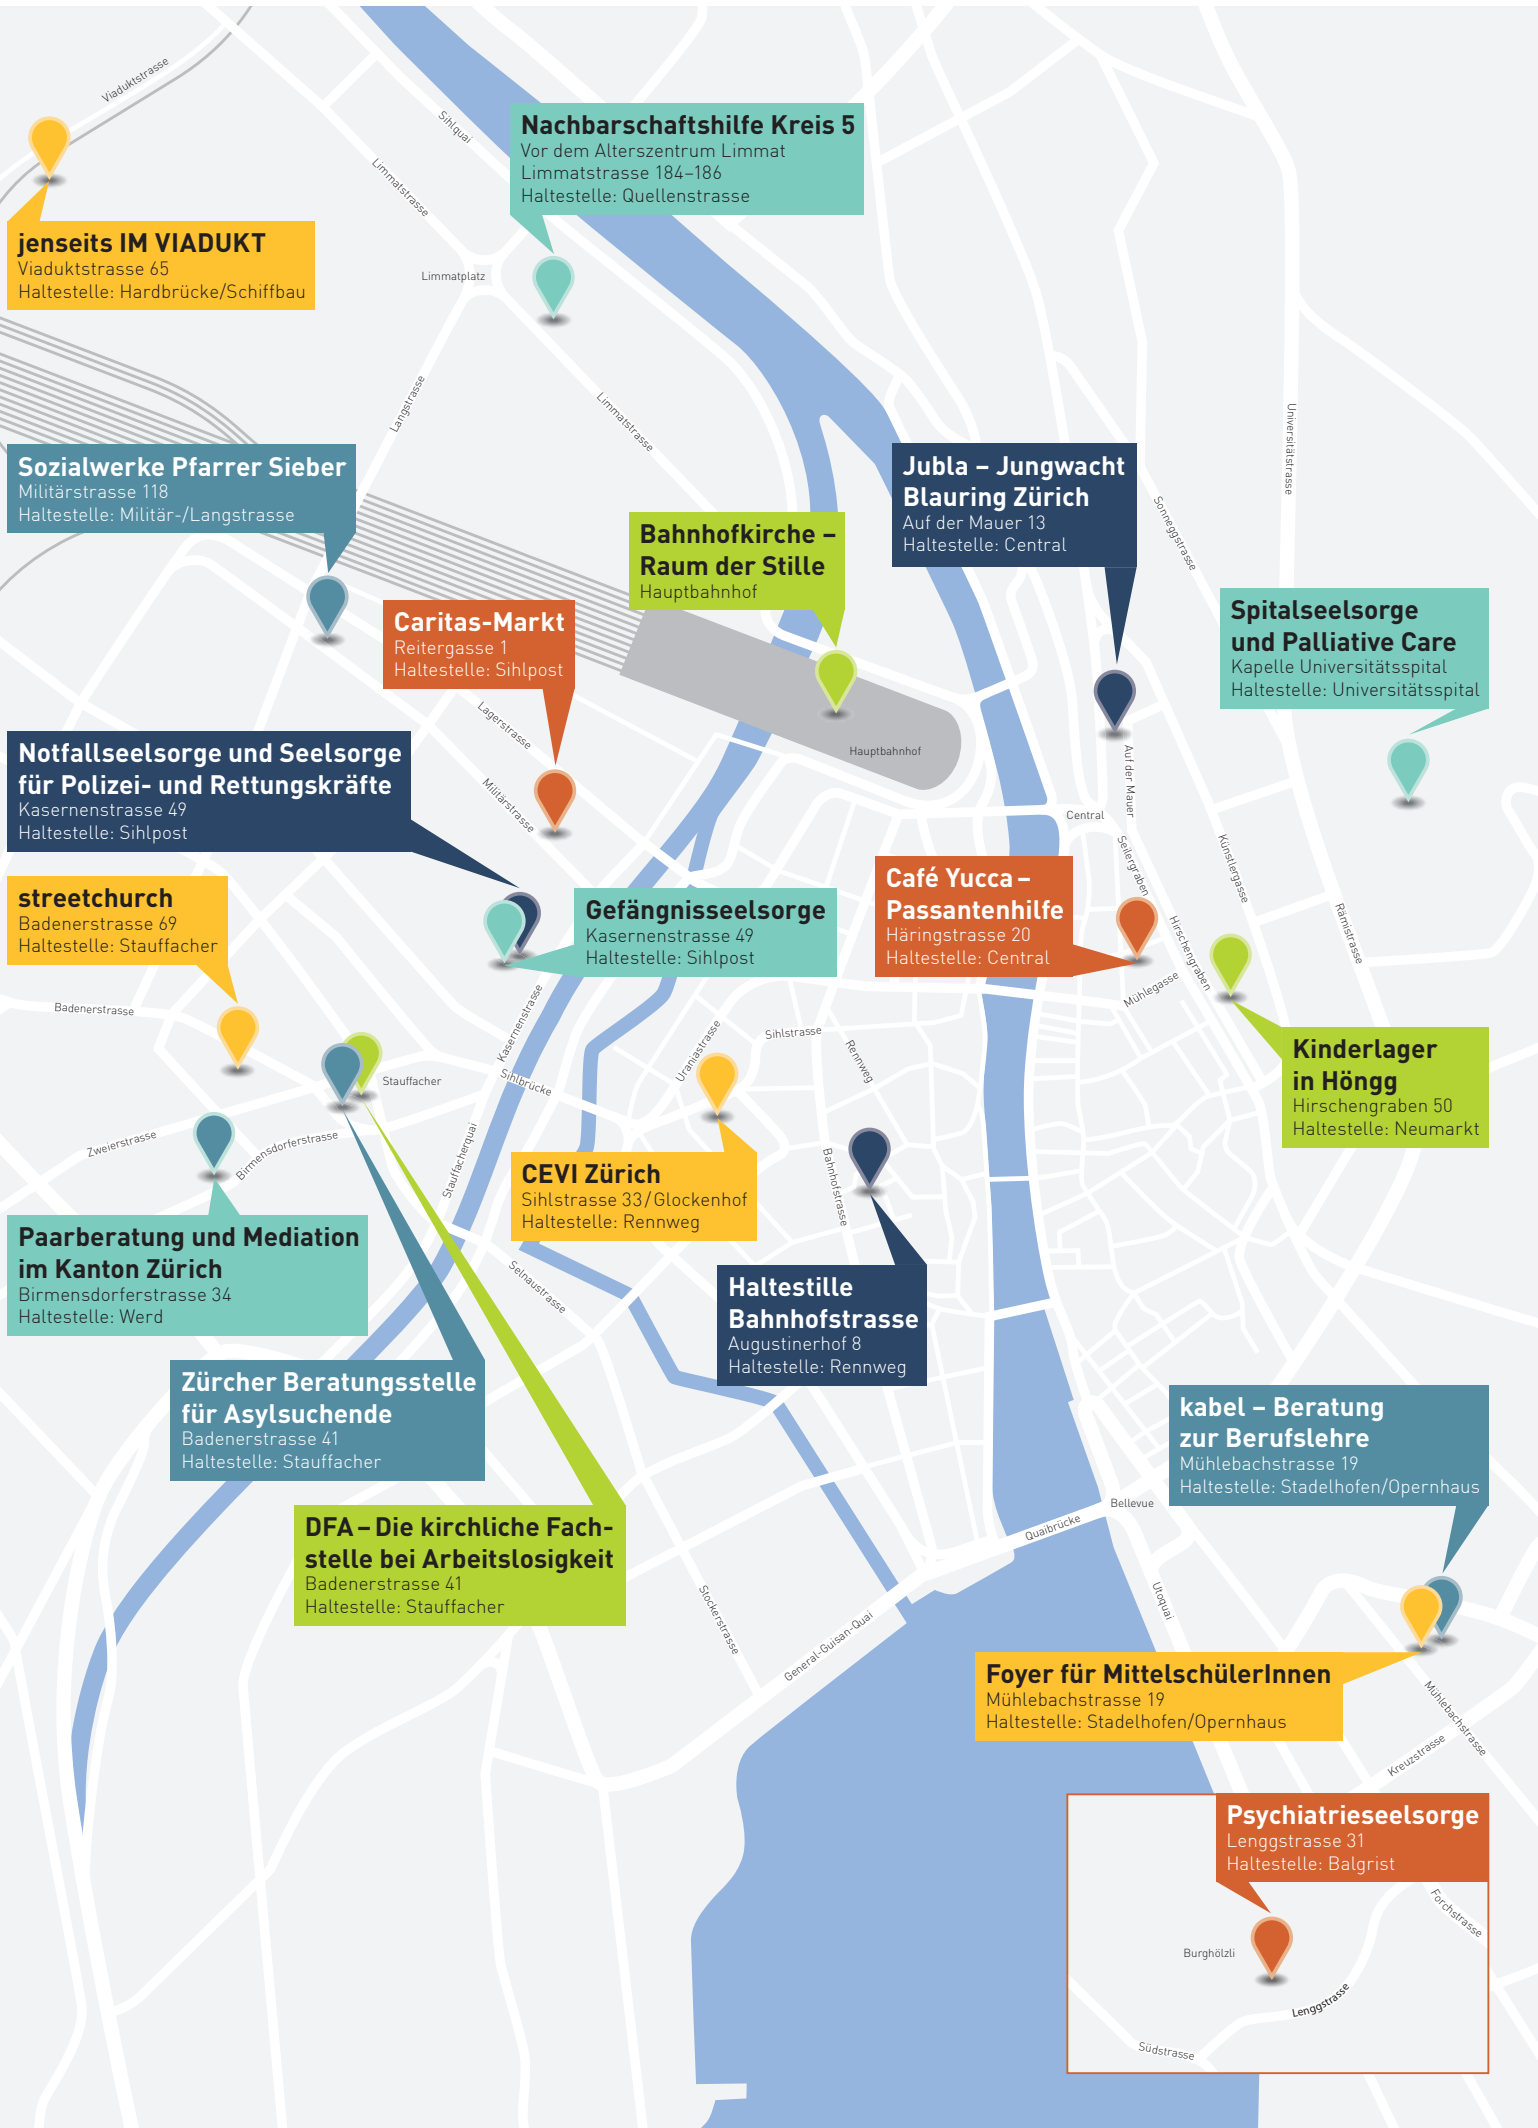 Viaduktstrasse
Sihlquai
Limmatstrasse
Nachbarschaftshilfe Kreis 5
Vor dem Alterszentrum Limmat
Limmatstrasse 184–186
Haltestelle: Quellenstrasse
jenseits IM VIADUKT
Viaduktstrasse 65
Haltestelle: Hardbrücke/Schiffbau
Limmatplatz
Langstrasse
Limmatstrasse
Universitätstrasse
Sozialwerke Pfarrer Sieber
Militärstrasse 118
Haltestelle: Militär-/Langstrasse
Jubla – Jungwacht
Blauring Zürich
Auf der Mauer 13
Haltestelle: Central
Sonneggstrasse
Bahnhofkirche –
Raum der Stille
Hauptbahnhof
Spitalseelsorge
und Palliative Care
Kapelle Universitätsspital
Haltestelle: Universitätsspital
Caritas-Markt
Reitergasse 1
Haltestelle: Sihlpost
Lagerstrasse
Hauptbahnhof
Auf der Mauer
Notfallseelsorge und Seelsorge
für Polizei- und Rettungskräfte
Kasernenstrasse 49
Haltestelle: Sihlpost
Militärstrasse
Central
Seilergraben
Künstlergasse
streetchurch
Badenerstrasse 69
Haltestelle: Stauffacher
Gefängnisseelsorge
Kasernenstrasse 49
Haltestelle: Sihlpost
Café Yucca –
Passantenhilfe
Häringstrasse 20
Haltestelle: Central
Hirschengraben
Rämistrasse
Mühlegasse
Badenerstrasse
Kasernenstrasse
Uraniastrasse
Sihlstrasse
Rennweg
Kinderlager
in Höngg
Hirschengraben 50
Haltestelle: Neumarkt
Stauffacher
Sihlbrücke
Zweierstrasse
Birmensdorferstrasse
Stauffacherquai
CEVI Zürich
Sihlstrasse 33/Glockenhof
Haltestelle: Rennweg
Bahnhofstrasse
Paarberatung und Mediation
im Kanton Zürich
Birmensdorferstrasse 34
Haltestelle: Werd
Selnaustrasse
Haltestille
Bahnhofstrasse
Augustinerhof 8
Haltestelle: Rennweg
Zürcher Beratungsstelle
für Asylsuchende
Badenerstrasse 41
Haltestelle: Stauffacher
kabel – Beratung
zur Berufslehre
Mühlebachstrasse 19
Haltestelle: Stadelhofen/Opernhaus
Bellevue
Quaibrücke
DFA – Die kirchliche Fach-
stelle bei Arbeitslosigkeit
Badenerstrasse 41
Haltestelle: Stauffacher
Stockerstrasse
General-Guisan-Quai
Utoquai
Foyer für MittelschülerInnen
Mühlebachstrasse 19
Haltestelle: Stadelhofen/Opernhaus
Mühlebachstrasse
Kreuzstrasse
Psychiatrieseelsorge
Lenggstrasse 31
Haltestelle: Balgrist
Forchstrasse
Burghölzli
Lenggstrasse
Südstrasse